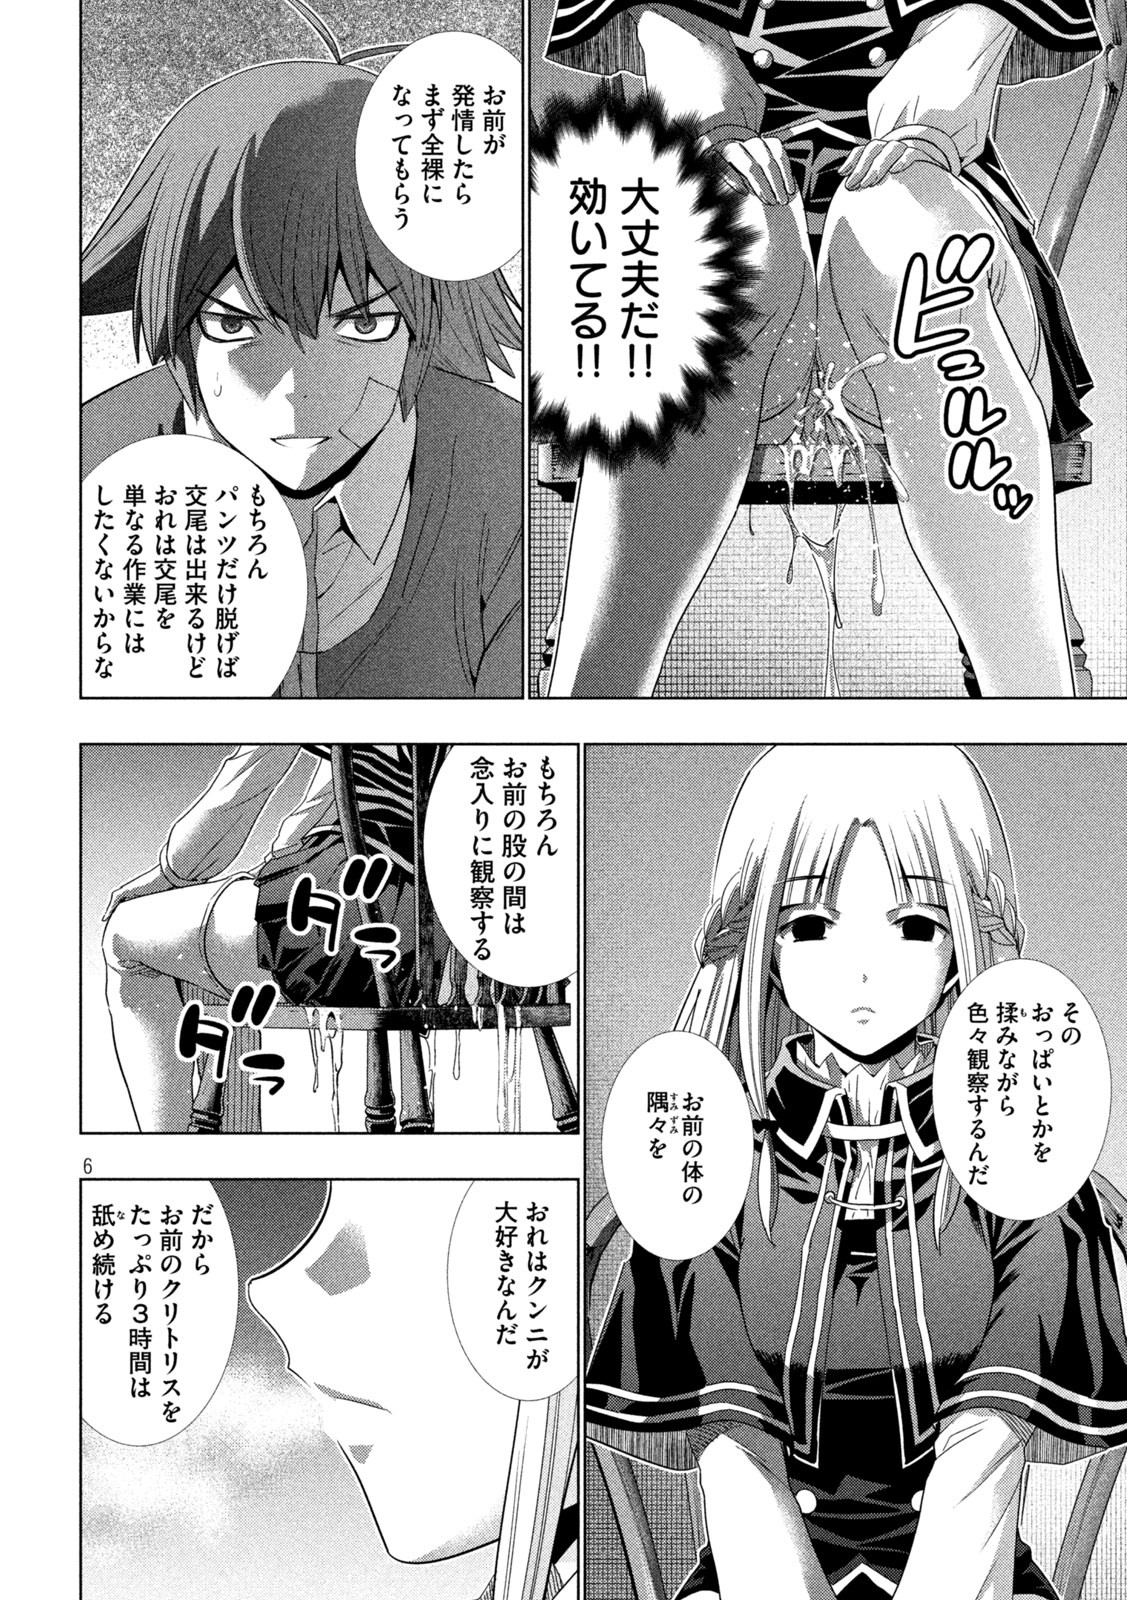 大丈夫だ!!
効いてる!!
ビュルルッ
お前が
発情したら
まず全裸に
なってもらう
もちろん
パンツだけ脱げば
交尾は出来るけど
おれは交尾を
単なる作業には
したくないからな
その
おっぱいとかを
揉みながら
も
色々観察するんだ
お前の体の
隅々を
すみずみ
もちろん
お前の股の間は
念入りに観察する
ダラ
ダラ
おれはクンニが
大好きなんだ
だから
お前のクリトリスを
たっぷり3時間は
舐め続ける
な
6